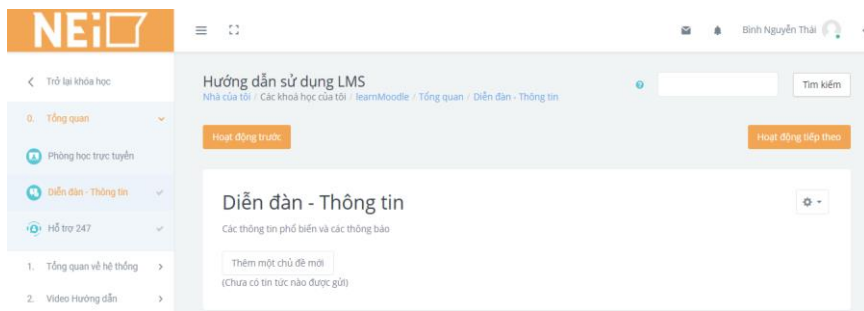 NEi
Bình Nguyễn Thái
Trở lại khóa học
0. Tổng quan
Phòng học trực tuyến
Diễn đàn - Thông tin
Hỗ trợ 247
1. Tổng quan về hệ thống
2. Video Hướng dẫn
Hướng dẫn sử dụng LMS
Nhà của tôi / Các khoá học của tôi / learnMoodle / Tổng quan / Diễn đàn - Thông tin
Tìm kiếm
Hoạt động trước
Hoạt động tiếp theo
Diễn đàn - Thông tin
Các thông tin phổ biến và các thông báo
Thêm một chủ đề mới
(Chưa có tin tức nào được gửi)